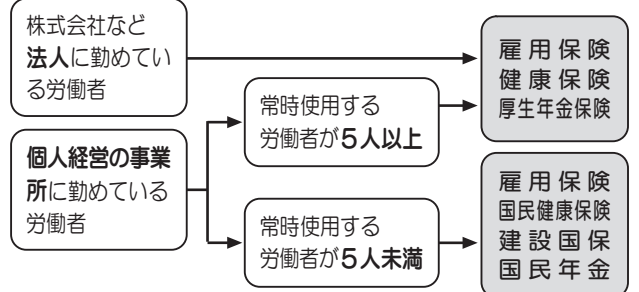 株式会社など
法人に勤めてい
る労働者
個人経営の事業
所に勤めている
労働者
常時使用する
労働者が5人以上
常時使用する
労働者が5人未満
雇用保険
健康保険
厚生年金保険
雇用保険
国民健康保険
建設国保
国民年金